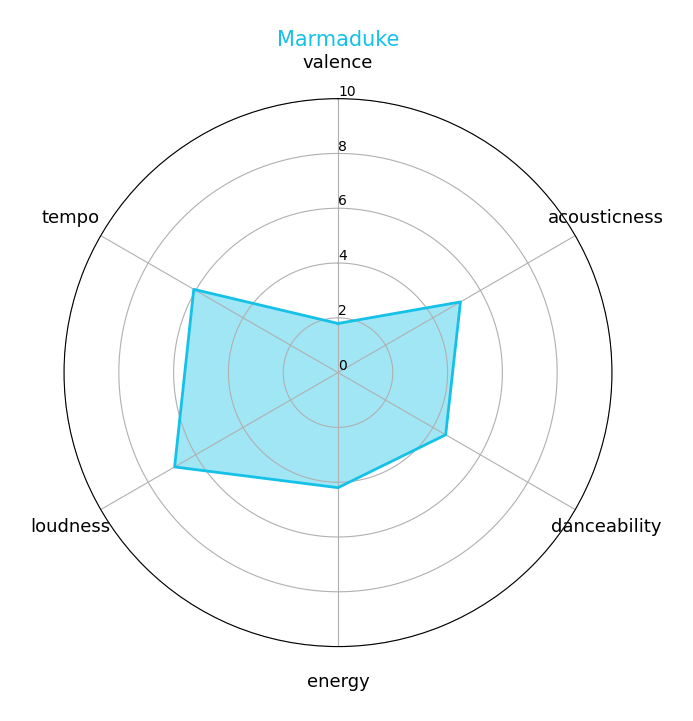 Marmaduke
valence
10
8
tempo
6
acousticness
4
2
0
loudness
danceability
energy